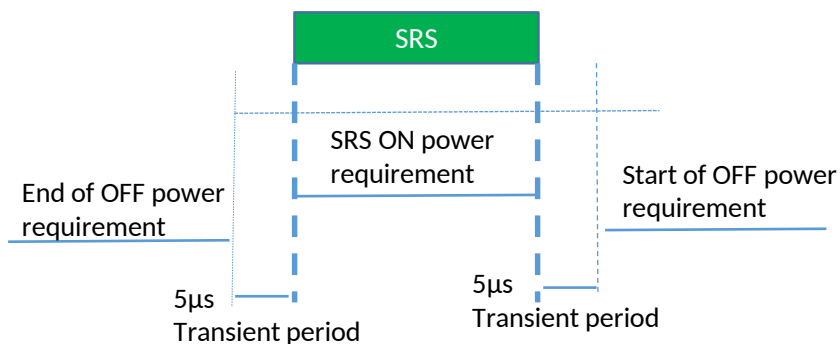 SRS
SRS ON power
requirement
End of OFF power
requirement
Start of OFF power
requirement
5µs
Transient period
5µs
Transient period